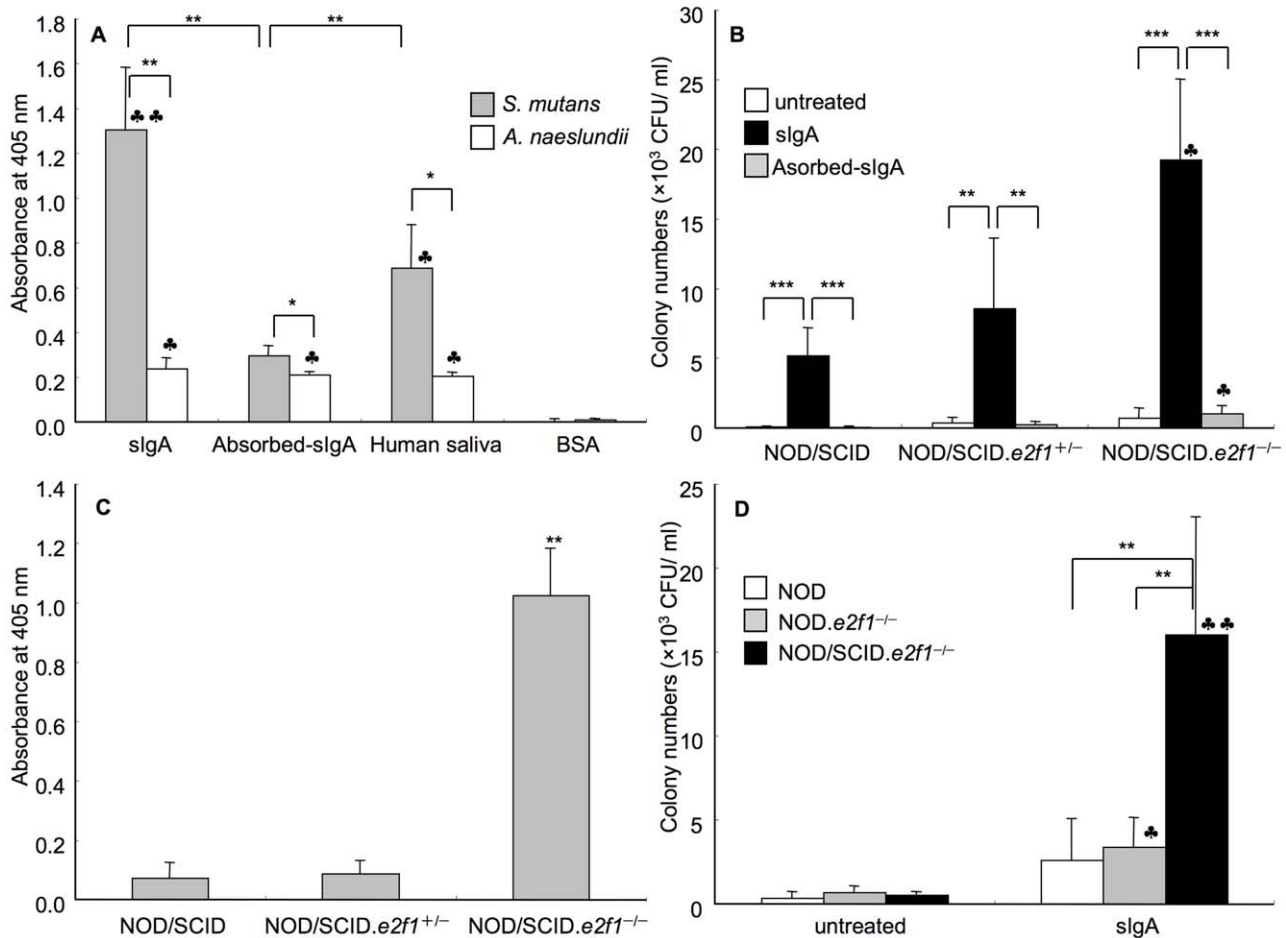 A
Absorbance at 405 nm
1.8
1.6
1.4
1.2
1.0
0.8
0.6
0.4
0.2
0.0
**
**
**
♣ ♣
♣
*
♣
*
♣
♣
S. mutans
A. naeslundii
sIgA
Absorbed-sIgA
Human saliva
BSA
B
Colony numbers (×10³ CFU/ ml)
30
25
20
15
10
5
0
untreated
sIgA
Asorbed-sIgA
***
***
**
**
***
***
♣
♣
NOD/SCID
NOD/SCID.e2f1+/–
NOD/SCID.e2f1–/–
C
Absorbance at 405 nm
1.4
1.2
1.0
0.8
0.6
0.4
0.2
0.0
**
NOD/SCID
NOD/SCID.e2f1+/–
NOD/SCID.e2f1–/–
D
Colony numbers (×10³ CFU/ ml)
25
20
15
10
5
0
NOD
NOD.e2f1–/–
NOD/SCID.e2f1–/–
**
**
♣ ♣
♣
untreated
sIgA